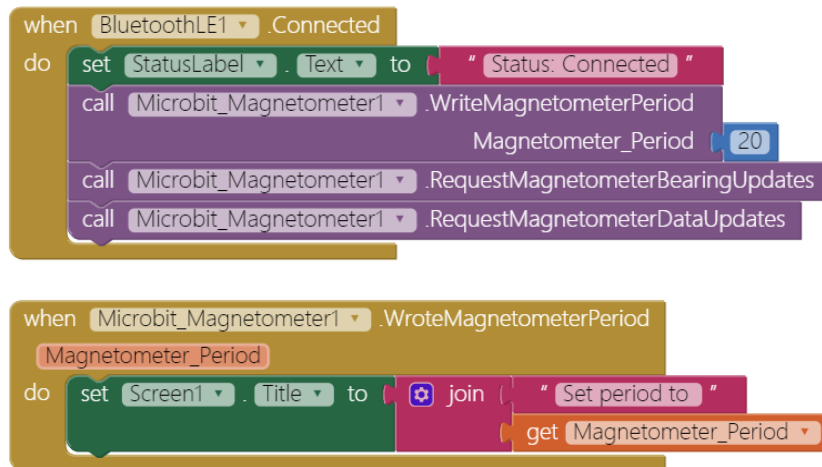 when BluetoothLE1 .Connected
do set StatusLabel . Text to " Status: Connected "
call Microbit_Magnetometer1 .WriteMagnetometerPeriod
Magnetometer_Period 20
call Microbit_Magnetometer1 .RequestMagnetometerBearingUpdates
call Microbit_Magnetometer1 .RequestMagnetometerDataUpdates
when Microbit_Magnetometer1 .WroteMagnetometerPeriod
Magnetometer_Period
do set Screen1 . Title to join " Set period to "
get Magnetometer_Period